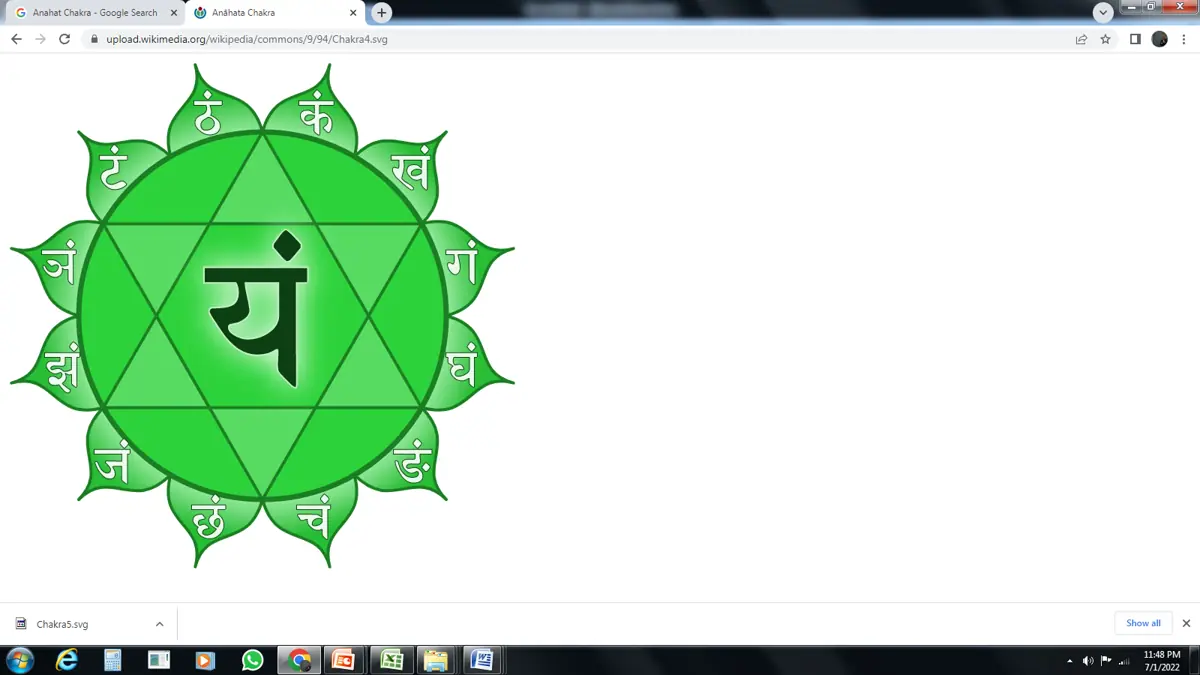 Anahat Chakra - Google Search
Anâhata Chakra
upload.wikimedia.org/wikipedia/commons/9/94/Chakra4.svg
ठं कं
टं खं
ञं गं
यं
झं घं
जं ङं
छं चं
Chakra5.svg
Show all
11:48 PM
7/1/2022